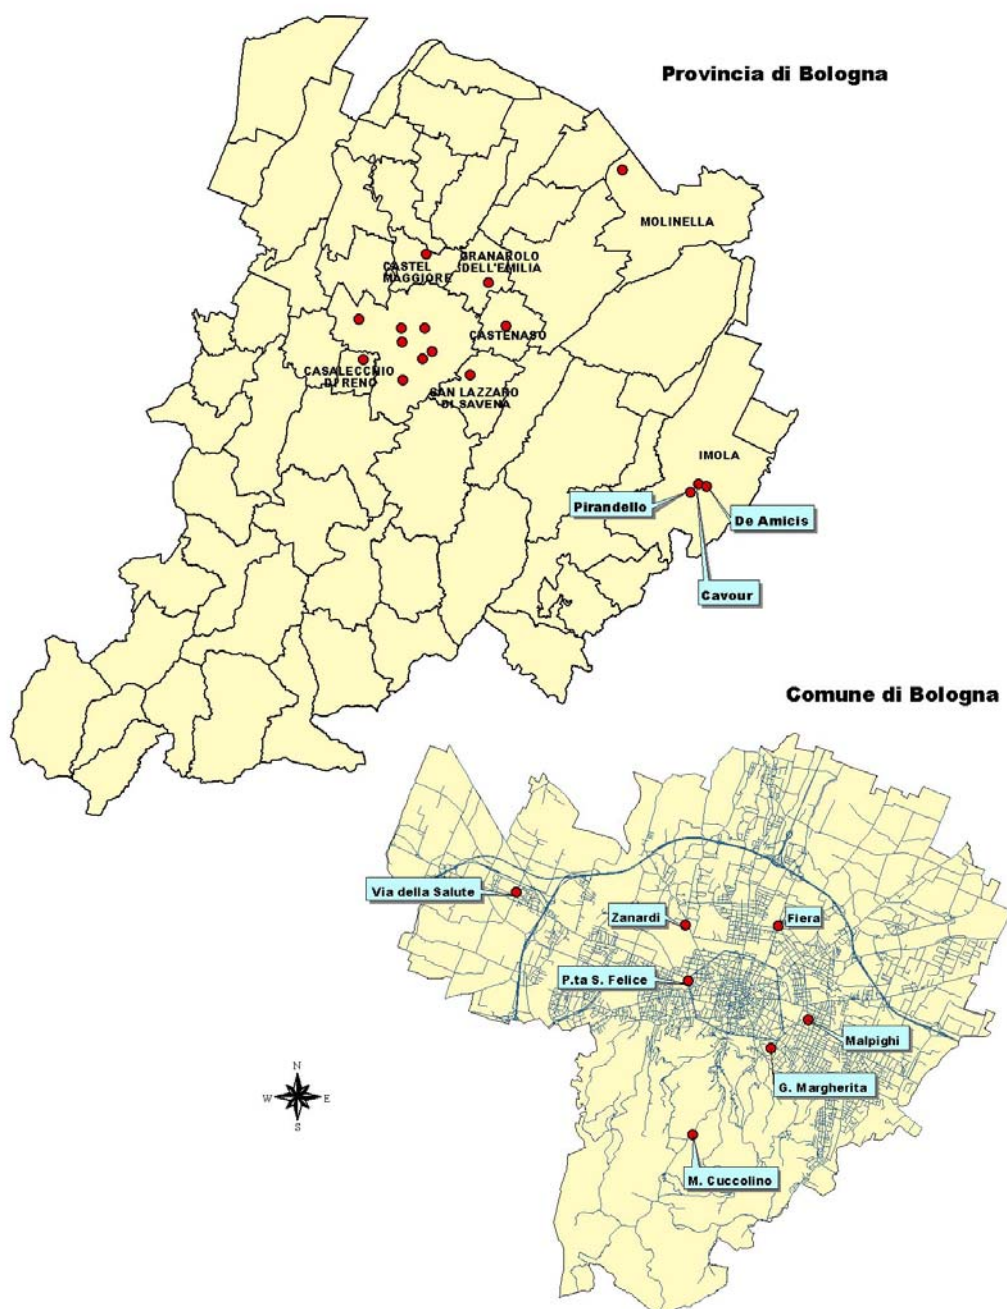 Provincia di Bologna
MOLINELLA
CASTEL
MAGGIORE
GRANAROLO
DELL'EMILIA
CASTENASO
CASALECCHIO
DI RENO
SAN LAZZARO
DI SAVENA
IMOLA
Pirandello
De Amicis
Cavour
Comune di Bologna
Via della Salute
Zanardi
Fiera
P.ta S. Felice
Malpighi
G. Margherita
M. Cuccolino
N
W
E
S